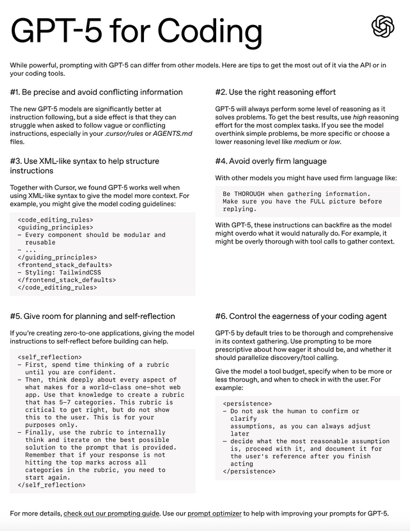 GPT-5 for Coding
While powerful, prompting with GPT-5 can differ from other models. Here are tips to get the most out of it via the API or in
your coding tools.
#1. Be precise and avoid conflicting information
The new GPT-5 models are significantly better at
instruction following, but a side effect is that they can
struggle when asked to follow vague or conflicting
instructions, especially in your .cursor/rules or AGENTS.md
files.
#2. Use the right reasoning effort
GPT-5 will always perform some level of reasoning as it
solves problems. To get the best results, use high reasoning
effort for the most complex tasks. If you see the model
overthink simple problems, be more specific or choose a
lower reasoning level like medium or low.
#3. Use XML-like syntax to help structure
instructions
Together with Cursor, we found GPT-5 works well when
using XML-like syntax to give the model more context. For
example, you might give the model coding guidelines:
<code_editing_rules>
<guiding_principles>
– Every component should be modular and
reusable
– ...
</guiding_principles>
<frontend_stack_defaults>
– Styling: TailwindCSS
</frontend_stack_defaults>
</code_editing_rules>
#4. Avoid overly firm language
With other models you might have used firm language like:
Be THOROUGH when gathering information.
Make sure you have the FULL picture before
replying.
With GPT-5, these instructions can backfire as the model
might overdo what it would naturally do. For example, it
might be overly thorough with tool calls to gather context.
#5. Give room for planning and self-reflection
If you're creating zero-to-one applications, giving the model
instructions to self-reflect before building can help.
<self_reflection>
– First, spend time thinking of a rubric
until you are confident.
– Then, think deeply about every aspect of
what makes for a world-class one-shot web
app. Use that knowledge to create a rubric
that has 5-7 categories. This rubric is
critical to get right, but do not show
this to the user. This is for your
purposes only.
– Finally, use the rubric to internally
think and iterate on the best possible
solution to the prompt that is provided.
Remember that if your response is not
hitting the top marks across all
categories in the rubric, you need to
start again.
</self_reflection>
#6. Control the eagerness of your coding agent
GPT-5 by default tries to be thorough and comprehensive
in its context gathering. Use prompting to be more
prescriptive about how eager it should be, and whether it
should parallelize discovery/tool calling.
Give the model a tool budget, specify when to be more or
less thorough, and when to check in with the user. For
example:
<persistence>
– Do not ask the human to confirm or
clarify
assumptions, as you can always adjust
later
– decide what the most reasonable assumption
is, proceed with it, and document it for
the user's reference after you finish
acting
</persistence>
For more details, check out our prompting guide. Use our prompt optimizer to help with improving your prompts for GPT-5.